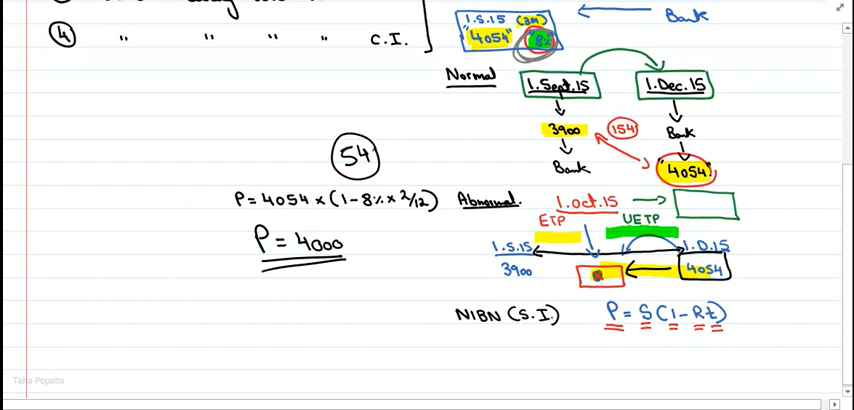 ④ " " " " C.I.
1.S.15 (3m)
"4054" "8%"
Bank
Normal
1.Sept.15 1.Dec.15
3900 154 Bank
Bank "4054"
54
P = 4054 × (1 - 8% × 2/12)
P = 4000
Abnormal. 1.Oct.15
ETP UETP
1.S.15 1.D.15
3900 4054
NIBN (S.I.) P = S(1 - Rt)
Taha Popatia